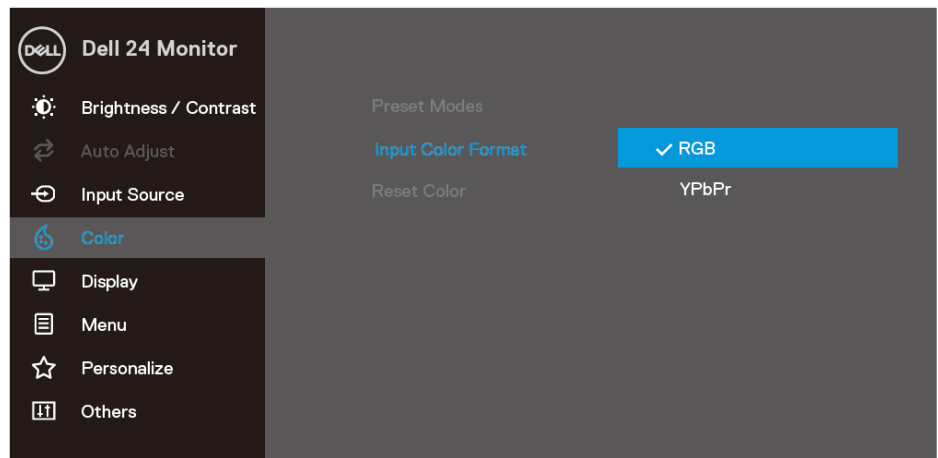 DELL Dell 24 Monitor
Brightness / Contrast
Auto Adjust
Input Source
Color
Display
Menu
Personalize
Others
Preset Modes
Input Color Format
Reset Color
RGB
YPbPr